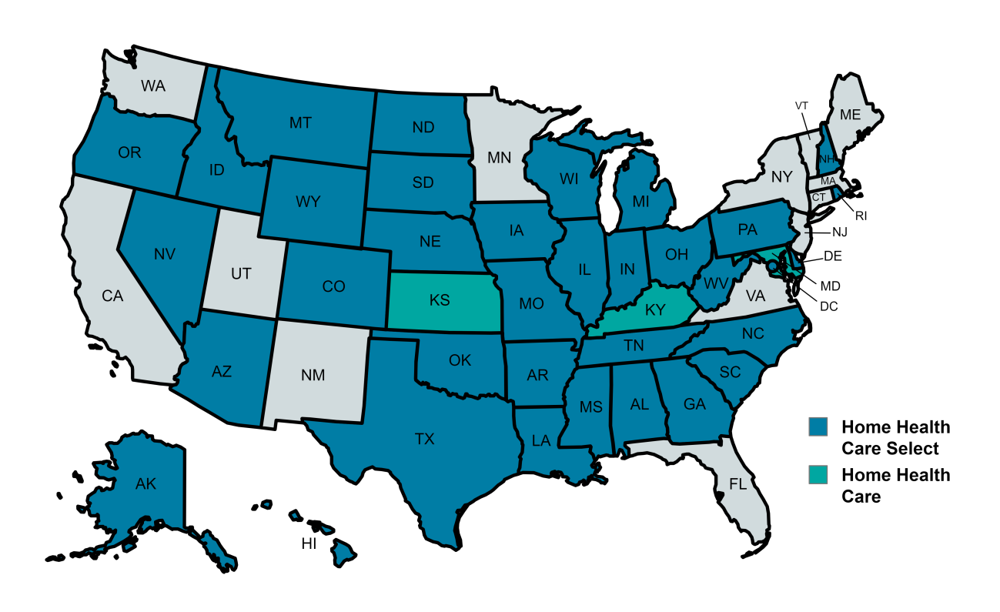 WA
MT
ND
MN
VT
ME
OR
ID
SD
WI
NH
NY
MA
WY
MI
CT
RI
IA
PA
NJ
NV
NE
IL
IN
OH
DE
UT
CO
WV
MD
CA
KS
MO
KY
VA
DC
NC
TN
AZ
NM
OK
AR
SC
MS
AL
GA
TX
LA
Home Health
Care Select
Home Health
Care
AK
FL
HI